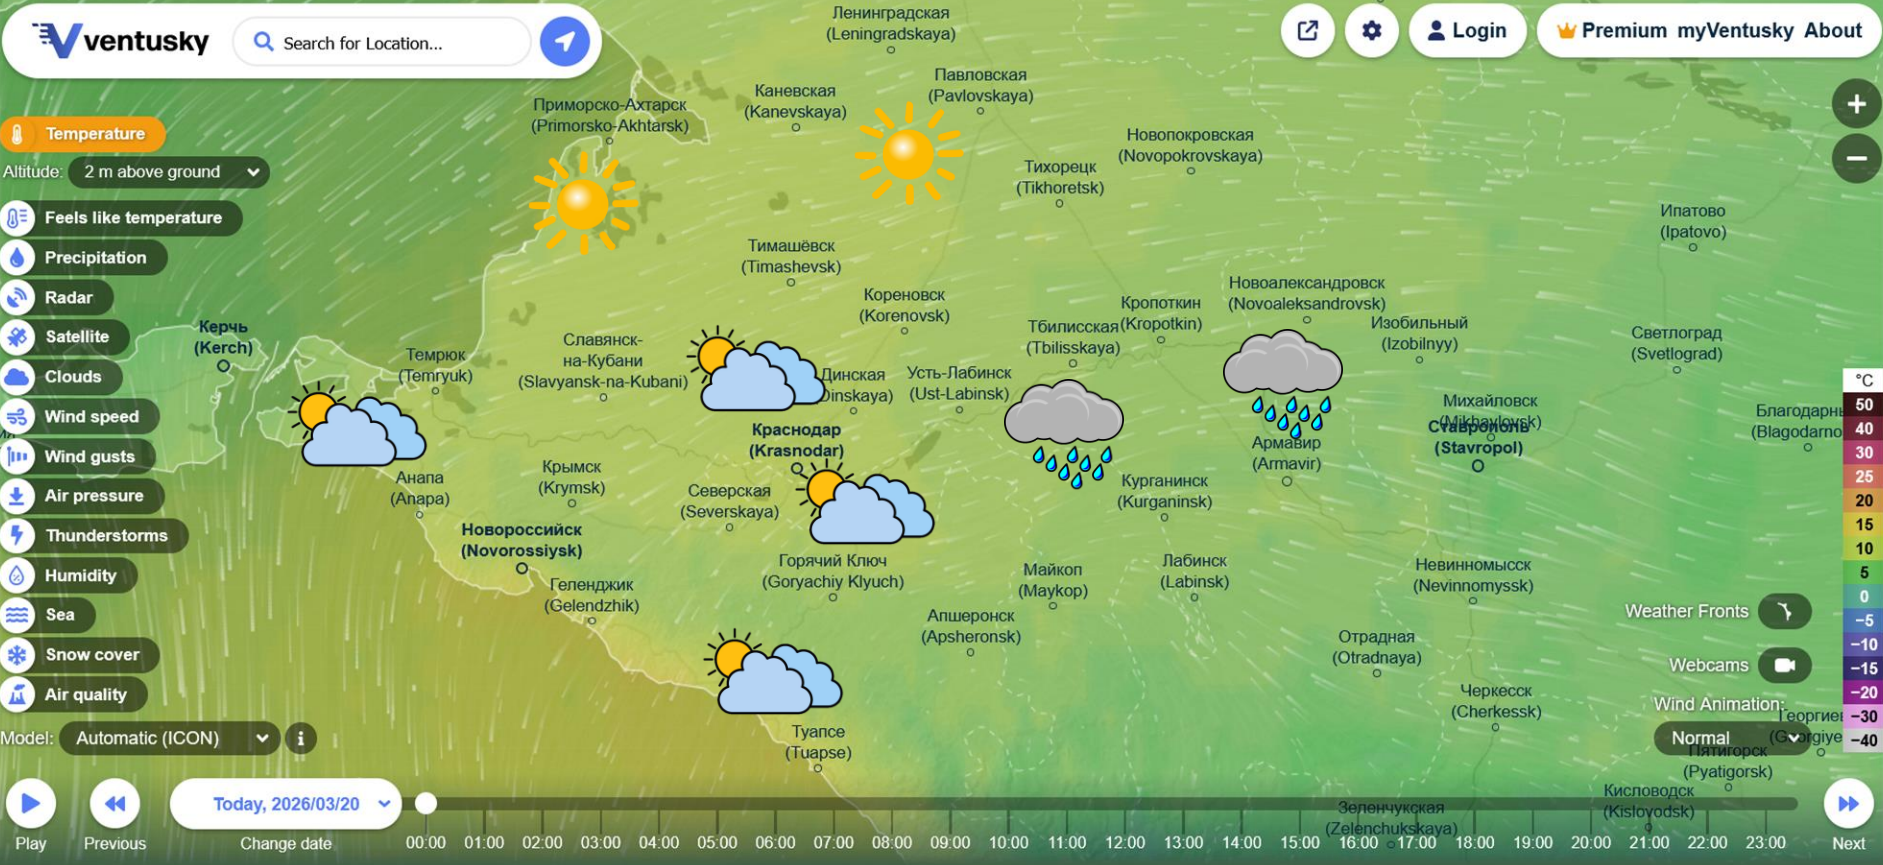 ventusky
Search for Location...
Login
Premium myVentusky About
Temperature
Altitude: 2 m above ground
Feels like temperature
Precipitation
Radar
Satellite
Clouds
Wind speed
Wind gusts
Air pressure
Thunderstorms
Humidity
Sea
Snow cover
Air quality
Model: Automatic (ICON)
Ленинградская
(Leningradskaya)
Павловская
(Pavlovskaya)
Каневская
(Kanevskaya)
Приморско-Ахтарск
(Primorsko-Akhtarsk)
Новопокровская
(Novopokrovskaya)
Тихорецк
(Tikhoretsk)
Ипатово
(Ipatovo)
Тимашёвск
(Timashevsk)
Кореновск
(Korenovsk)
Новоалександровск
(Novoaleksandrovsk)
Кропоткин
(Kropotkin)
Тбилисская
(Tbilisskaya)
Изобильный
(Izobilnyy)
Светлоград
(Svetlograd)
Керчь
(Kerch)
Темрюк
(Temryuk)
Славянск-
на-Кубани
(Slavyansk-na-Kubani)
Динская
Dinskaya)
Усть-Лабинск
(Ust-Labinsk)
Михайловск
(Mikhaylovsk)
Ставрополь
(Stavropol)
Благодарн
(Blagodarno
Краснодар
(Krasnodar)
Армавир
(Armavir)
Анапа
(Anapa)
Крымск
(Krymsk)
Северская
(Severskaya)
Курганинск
(Kurganinsk)
Новороссийск
(Novorossiysk)
Геленджик
(Gelendzhik)
Горячий Ключ
(Goryachiy Klyuch)
Майкоп
(Maykop)
Лабинск
(Labinsk)
Невинномысск
(Nevinnomyssk)
Апшеронск
(Apsheronsk)
Отрадная
(Otradnaya)
Черкесск
(Cherkessk)
Туапсе
(Tuapse)
Георгиев
(Georgiye
Пятигорск
(Pyatigorsk)
Кисловодск
(Kislovodsk)
Зеленчукская
(Zelenchukskaya)
°C
50
40
30
25
20
15
10
5
0
−5
−10
−15
−20
−30
−40
Weather Fronts
Webcams
Wind Animation:
Normal
Today, 2026/03/20
Play
Previous
Change date
00:00 01:00 02:00 03:00 04:00 05:00 06:00 07:00 08:00 09:00 10:00 11:00 12:00 13:00 14:00 15:00 16:00 17:00 18:00 19:00 20:00 21:00 22:00 23:00
Next